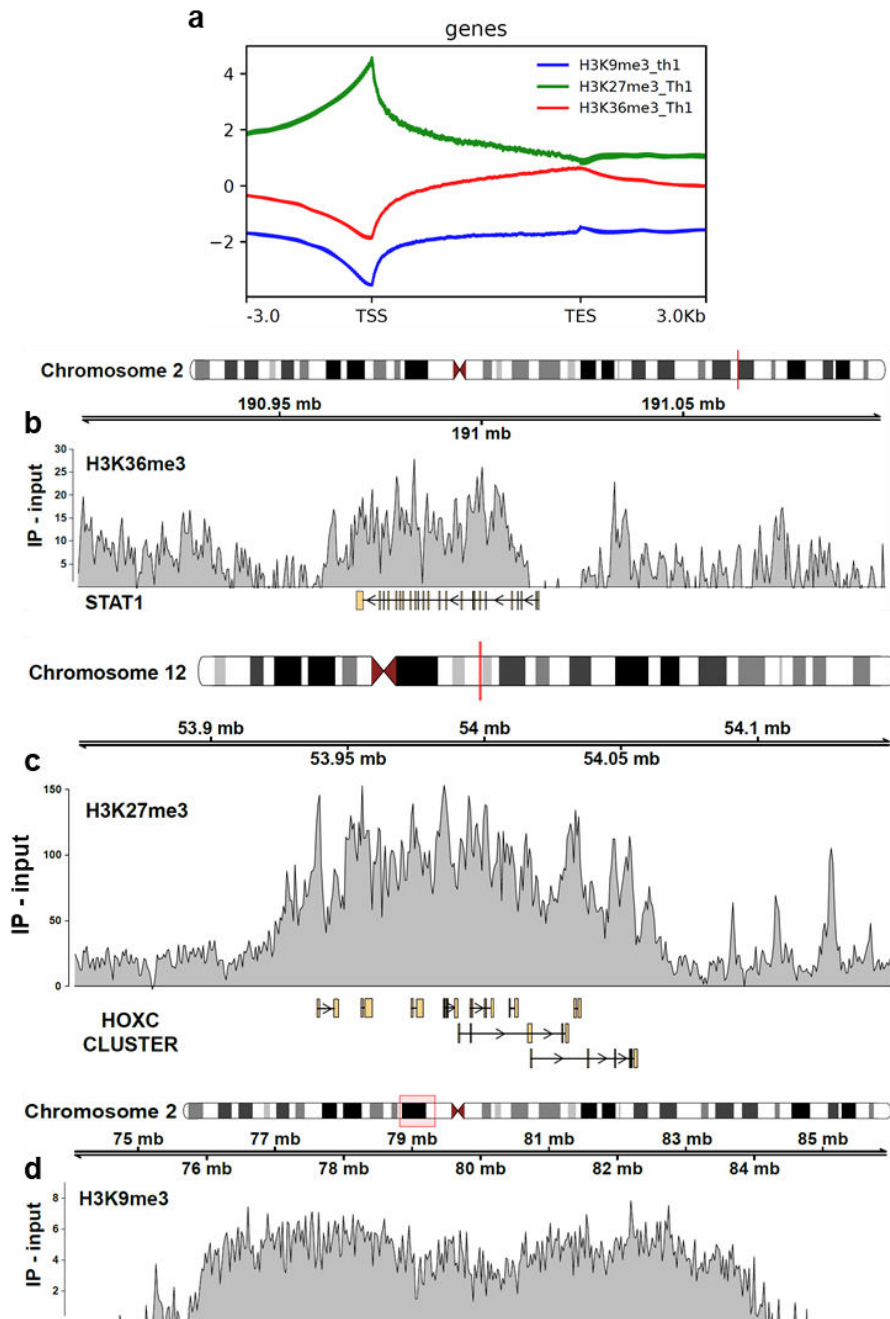 a
genes
4
2
0
−2
H3K9me3_th1
H3K27me3_Th1
H3K36me3_Th1
-3.0 TSS TES 3.0Kb
Chromosome 2
190.95 mb 191.05 mb
191 mb
b
H3K36me3
IP - input
30
25
20
15
10
5
STAT1
Chromosome 12
53.9 mb 54 mb 54.1 mb
53.95 mb 54.05 mb
c
H3K27me3
IP - input
150
100
50
0
HOXC
CLUSTER
Chromosome 2
75 mb 77 mb 79 mb 81 mb 83 mb 85 mb
76 mb 78 mb 80 mb 82 mb 84 mb
d
H3K9me3
IP - input
8
6
4
2